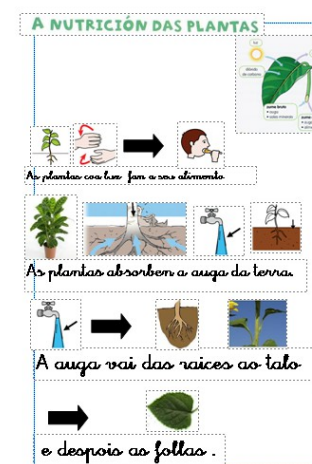 A NUTRICIÓN DAS PLANTAS
As plantas coa luz fan o seu alimento
As plantas absorben a auga da terra.
A auga vai das raices ao talo
e despois as follas .